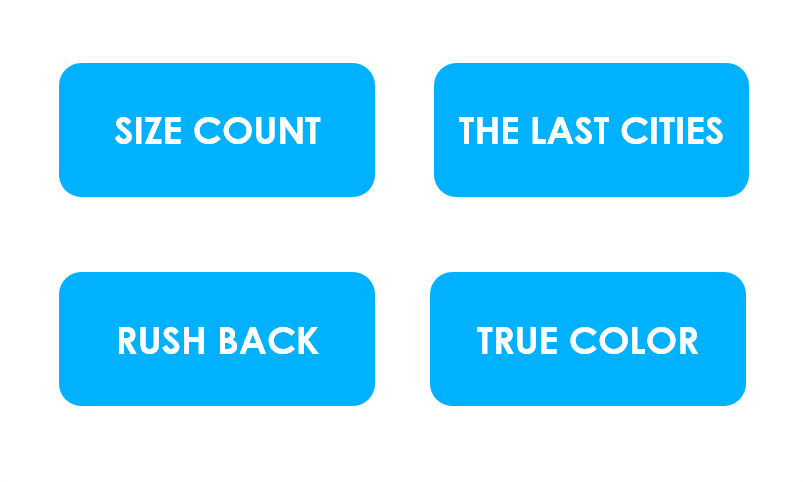 SIZE COUNT
THE LAST CITIES
RUSH BACK
TRUE COLOR